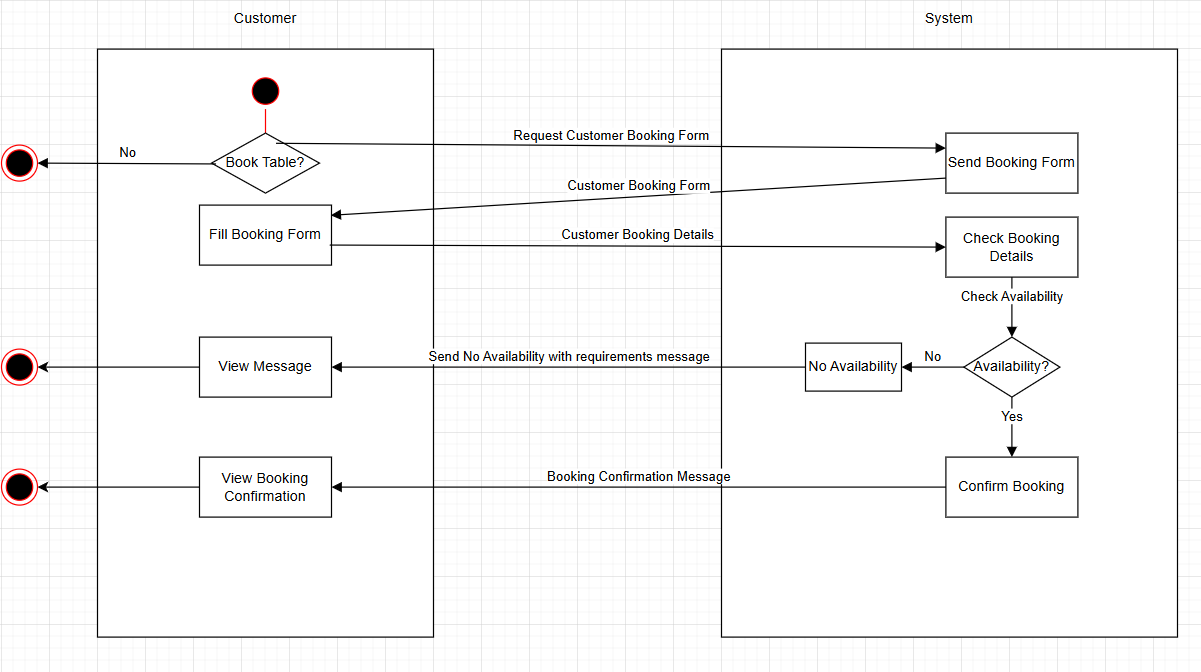 Customer
System
Request Customer Booking Form
No
Book Table?
Send Booking Form
Customer Booking Form
Fill Booking Form
Customer Booking Details
Check Booking
Details
Check Availability
Send No Availability with requirements message
No
View Message
No Availability
Availability?
Yes
Booking Confirmation Message
View Booking
Confirmation
Confirm Booking